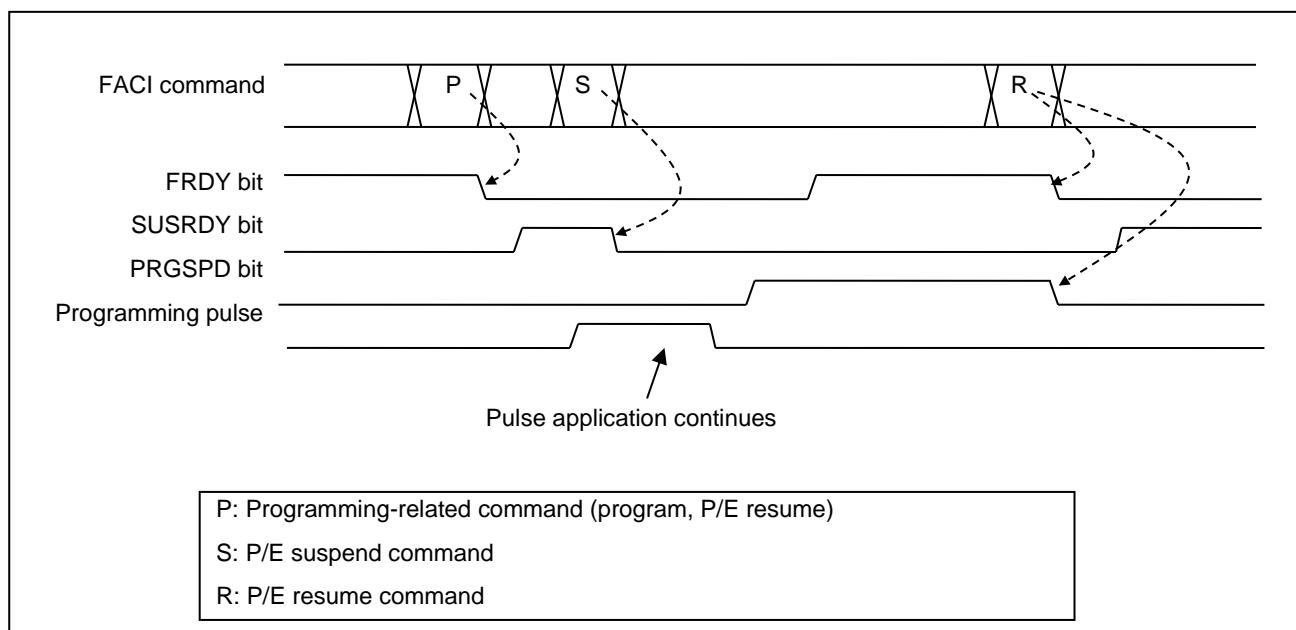 FACI command
P
S
R
FRDY bit
SUSRDY bit
PRGSPD bit
Programming pulse
Pulse application continues
P: Programming-related command (program, P/E resume)
S: P/E suspend command
R: P/E resume command